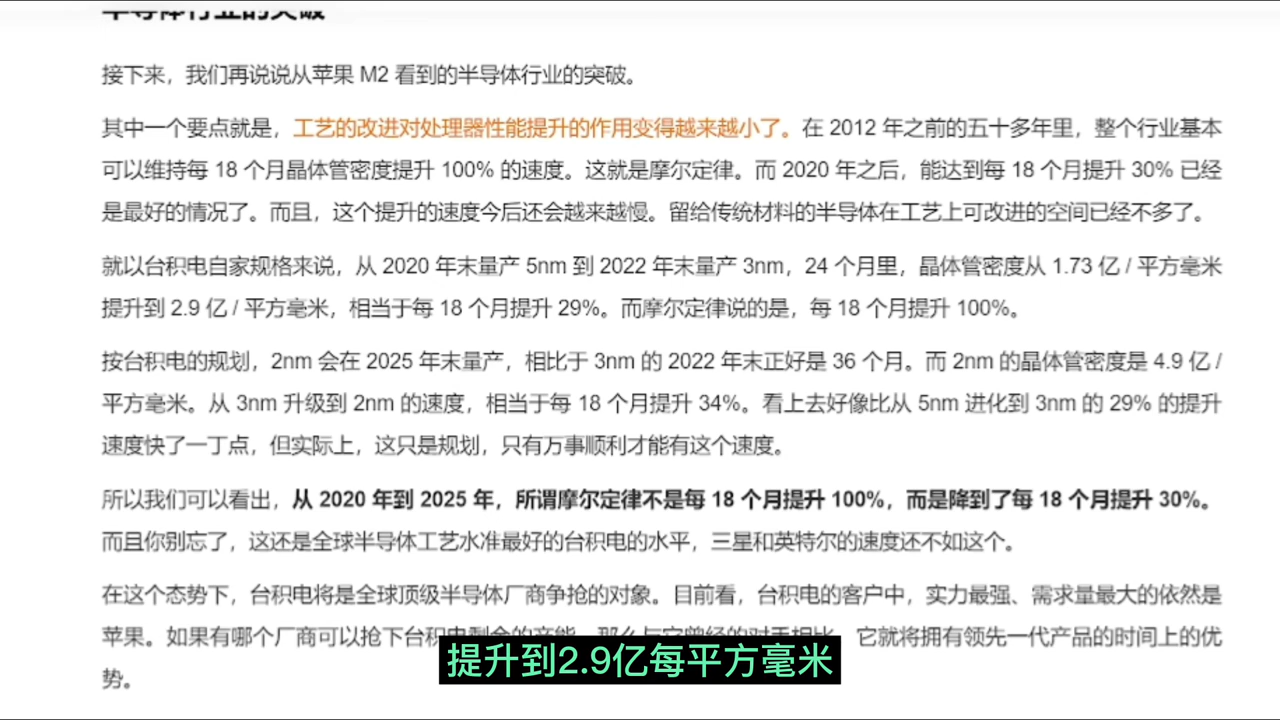 半导体行业的突破
接下来，我们再说说从苹果 M2 看到的半导体行业的突破。
其中一个要点就是，工艺的改进对处理器性能提升的作用变得越来越小了。在 2012 年之前的五十多年里，整个行业基本
可以维持每 18 个月晶体管密度提升 100% 的速度。这就是摩尔定律。而 2020 年之后，能达到每 18 个月提升 30% 已经
是最好的情况了。而且，这个提升的速度今后还会越来越慢。留给传统材料的半导体在工艺上可改进的空间已经不多了。
就以台积电自家规格来说，从 2020 年末量产 5nm 到 2022 年末量产 3nm，24 个月里，晶体管密度从 1.73 亿 / 平方毫米
提升到 2.9 亿 / 平方毫米，相当于每 18 个月提升 29%。而摩尔定律说的是，每 18 个月提升 100%。
按台积电的规划，2nm 会在 2025 年末量产，相比于 3nm 的 2022 年末正好是 36 个月。而 2nm 的晶体管密度是 4.9 亿 /
平方毫米。从 3nm 升级到 2nm 的速度，相当于每 18 个月提升 34%。看上去好像比从 5nm 进化到 3nm 的 29% 的提升
速度快了一丁点，但实际上，这只是规划，只有万事顺利才能有这个速度。
所以我们可以看出，从 2020 年到 2025 年，所谓摩尔定律不是每 18 个月提升 100%，而是降到了每 18 个月提升 30%。
而且你别忘了，这还是全球半导体工艺水准最好的台积电的水平，三星和英特尔的速度还不如这个。
在这个态势下，台积电将是全球顶级半导体厂商争抢的对象。目前看，台积电的客户中，实力最强、需求量最大的依然是
苹果。如果有哪个厂商可以抢下台积电剩余的产能，那么与它曾经的对手相比，它就将拥有领先一代产品的时间上的优
势。
提升到2.9亿每平方毫米